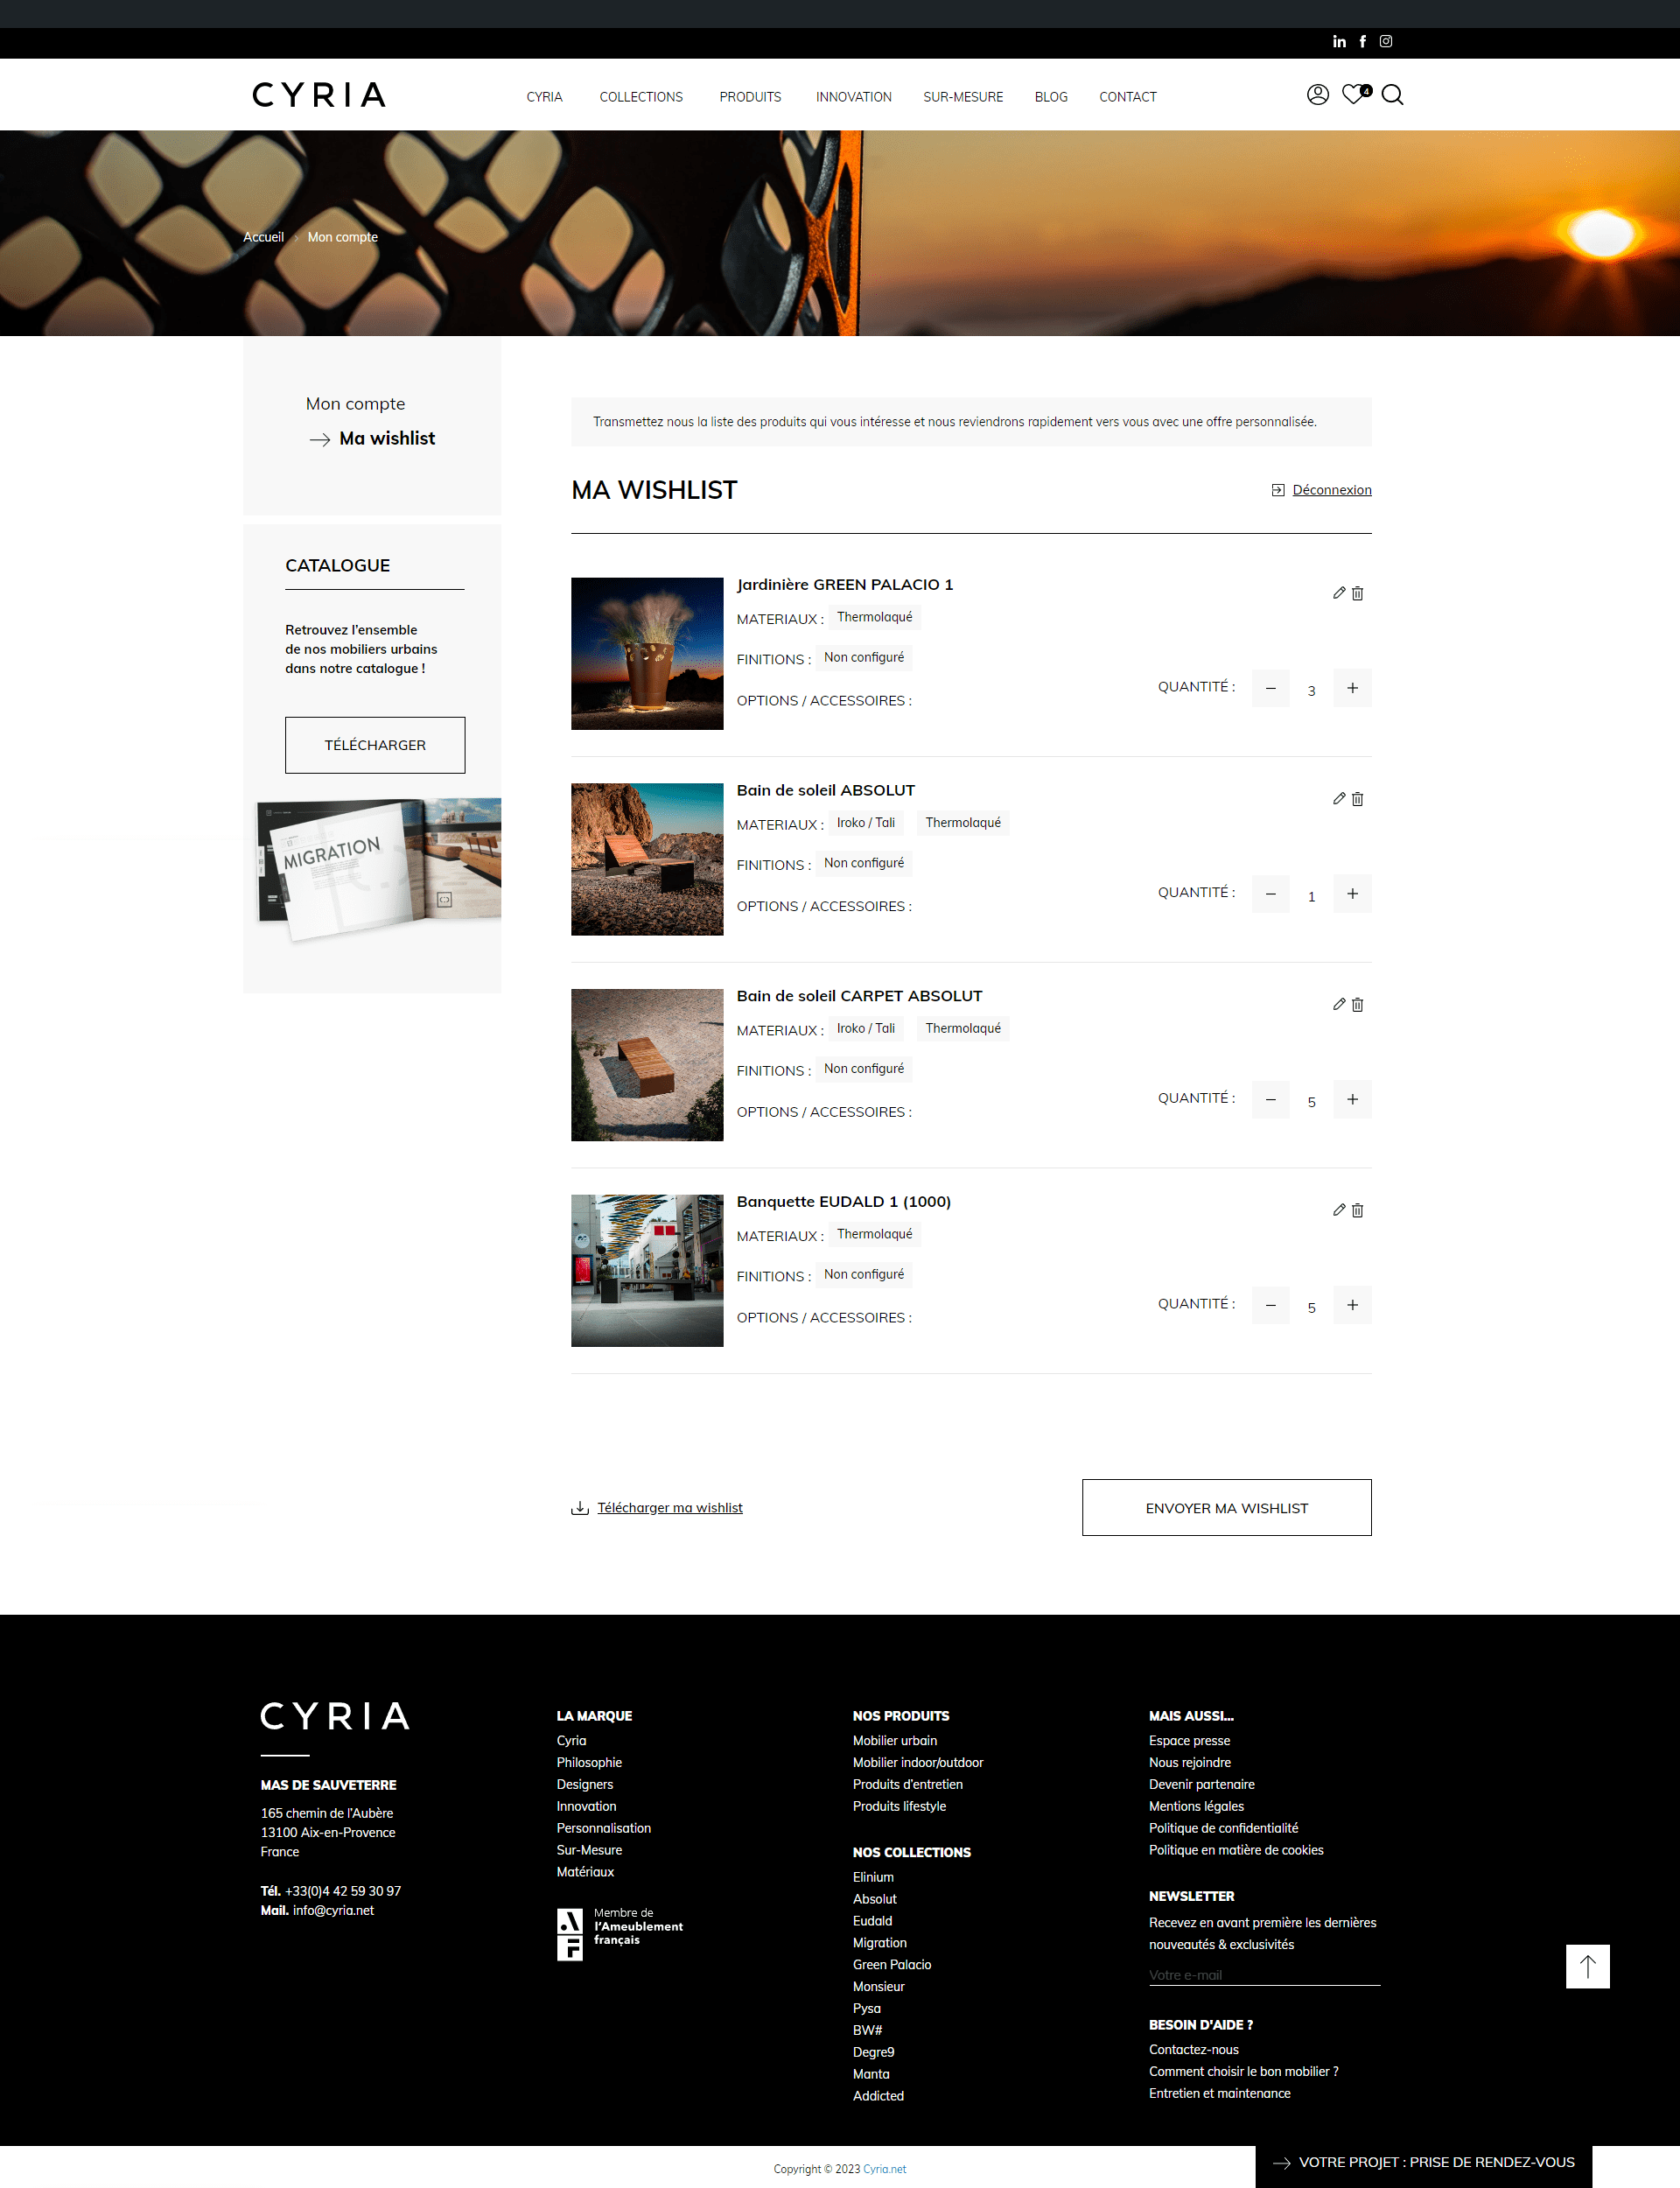 CYRIA
CYRIA
COLLECTIONS
PRODUITS
INNOVATION
SUR-MESURE
BLOG
CONTACT
4
Accueil
Mon compte
Mon compte
Ma wishlist
CATALOGUE
Retrouvez l'ensemble
de nos mobiliers urbains
dans notre catalogue !
TÉLÉCHARGER
MIGRATION
Transmettez nous la liste des produits qui vous intéresse et nous reviendrons rapidement vers vous avec une offre personnalisée.
MA WISHLIST
Déconnexion
Jardinière GREEN PALACIO 1
MATERIAUX : Thermolaqué
FINITIONS : Non configuré
OPTIONS / ACCESSOIRES :
QUANTITÉ : − 3 +
Bain de soleil ABSOLUT
MATERIAUX : Iroko / Tali Thermolaqué
FINITIONS : Non configuré
OPTIONS / ACCESSOIRES :
QUANTITÉ : − 1 +
Bain de soleil CARPET ABSOLUT
MATERIAUX : Iroko / Tali Thermolaqué
FINITIONS : Non configuré
OPTIONS / ACCESSOIRES :
QUANTITÉ : − 5 +
Banquette EUDALD 1 (1000)
MATERIAUX : Thermolaqué
FINITIONS : Non configuré
OPTIONS / ACCESSOIRES :
QUANTITÉ : − 5 +
Télécharger ma wishlist
ENVOYER MA WISHLIST
CYRIA
MAS DE SAUVETERRE
165 chemin de l'Aubère
13100 Aix-en-Provence
France
Tél. +33(0)4 42 59 30 97
Mail. info@cyria.net
LA MARQUE
Cyria
Philosophie
Designers
Innovation
Personnalisation
Sur-Mesure
Matériaux
AF
Membre de
l'Ameublement
français
NOS PRODUITS
Mobilier urbain
Mobilier indoor/outdoor
Produits d'entretien
Produits lifestyle
NOS COLLECTIONS
Elinium
Absolut
Eudald
Migration
Green Palacio
Monsieur
Pysa
BW#
Degre9
Manta
Addicted
MAIS AUSSI...
Espace presse
Nous rejoindre
Devenir partenaire
Mentions légales
Politique de confidentialité
Politique en matière de cookies
NEWSLETTER
Recevez en avant première les dernières
nouveautés & exclusivités
Votre e-mail
BESOIN D'AIDE ?
Contactez-nous
Comment choisir le bon mobilier ?
Entretien et maintenance
Copyright © 2023 Cyria.net
VOTRE PROJET : PRISE DE RENDEZ-VOUS